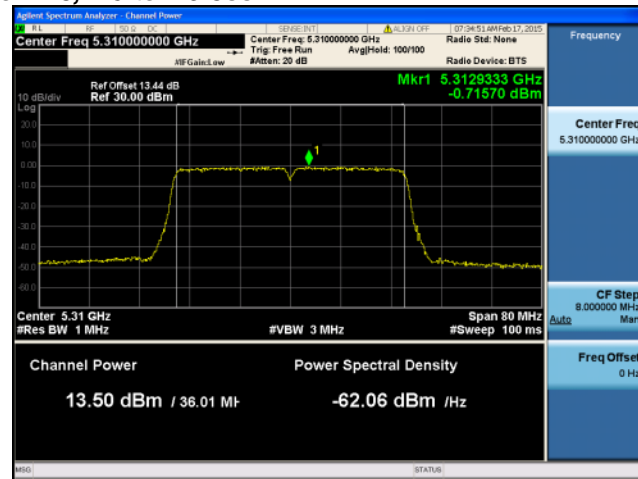 Agilent Spectrum Analyzer - Channel Power
RL RF 50 Ω DC SENSE:INT ALIGN OFF 07:34:51 AM Feb 17, 2015
Center Freq 5.310000000 GHz
Center Freq: 5.310000000 GHz
Radio Std: None
Trig: Free Run Avg|Hold: 100/100
#IFGain:Low #Atten: 20 dB Radio Device: BTS
Frequency
Ref Offset 13.44 dB
10 dB/div Ref 30.00 dBm
Mkr1 5.3129333 GHz
-0.71570 dBm
Log
20.0
10.0
0.00
-10.0
-20.0
-30.0
-40.0
-50.0
-60.0
1
Center Freq
5.310000000 GHz
Center 5.31 GHz Span 80 MHz
#Res BW 1 MHz #VBW 3 MHz #Sweep 100 ms
CF Step
8.000000 MHz
Auto Man
Channel Power Power Spectral Density
13.50 dBm / 36.01 MH -62.06 dBm /Hz
Freq Offset
0 Hz
MSG STATUS